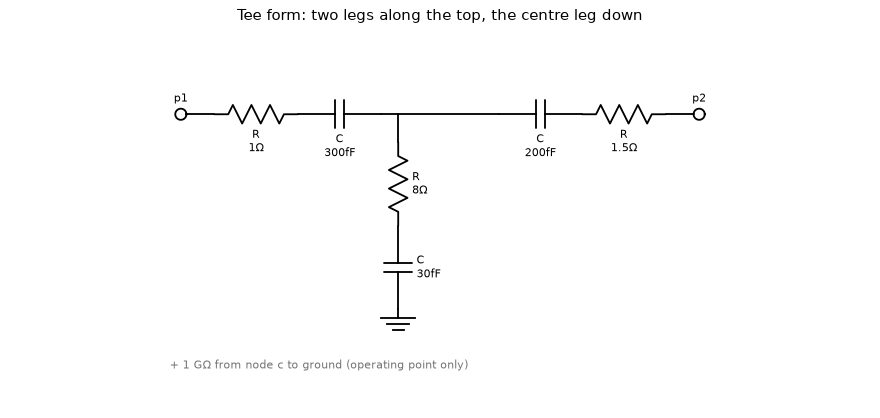 Tee form: two legs along the top, the centre leg down
p1
p2
R
1Ω
C
300fF
C
200fF
R
1.5Ω
R
8Ω
C
30fF
+ 1 GΩ from node c to ground (operating point only)